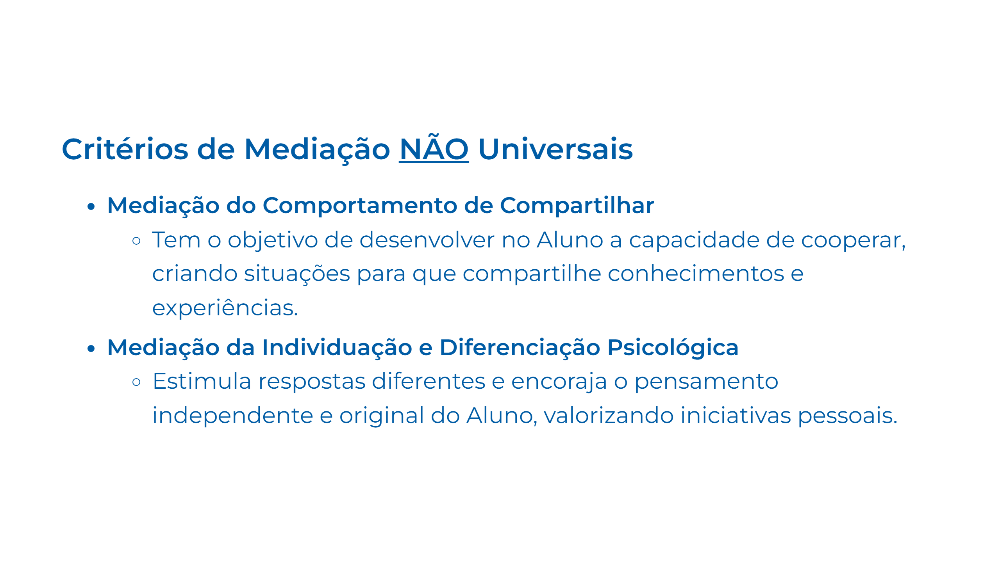 Critérios de Mediação NÃO Universais
• Mediação do Comportamento de Compartilhar
◦ Tem o objetivo de desenvolver no Aluno a capacidade de cooperar,
criando situações para que compartilhe conhecimentos e
experiências.
• Mediação da Individuação e Diferenciação Psicológica
◦ Estimula respostas diferentes e encoraja o pensamento
independente e original do Aluno, valorizando iniciativas pessoais.